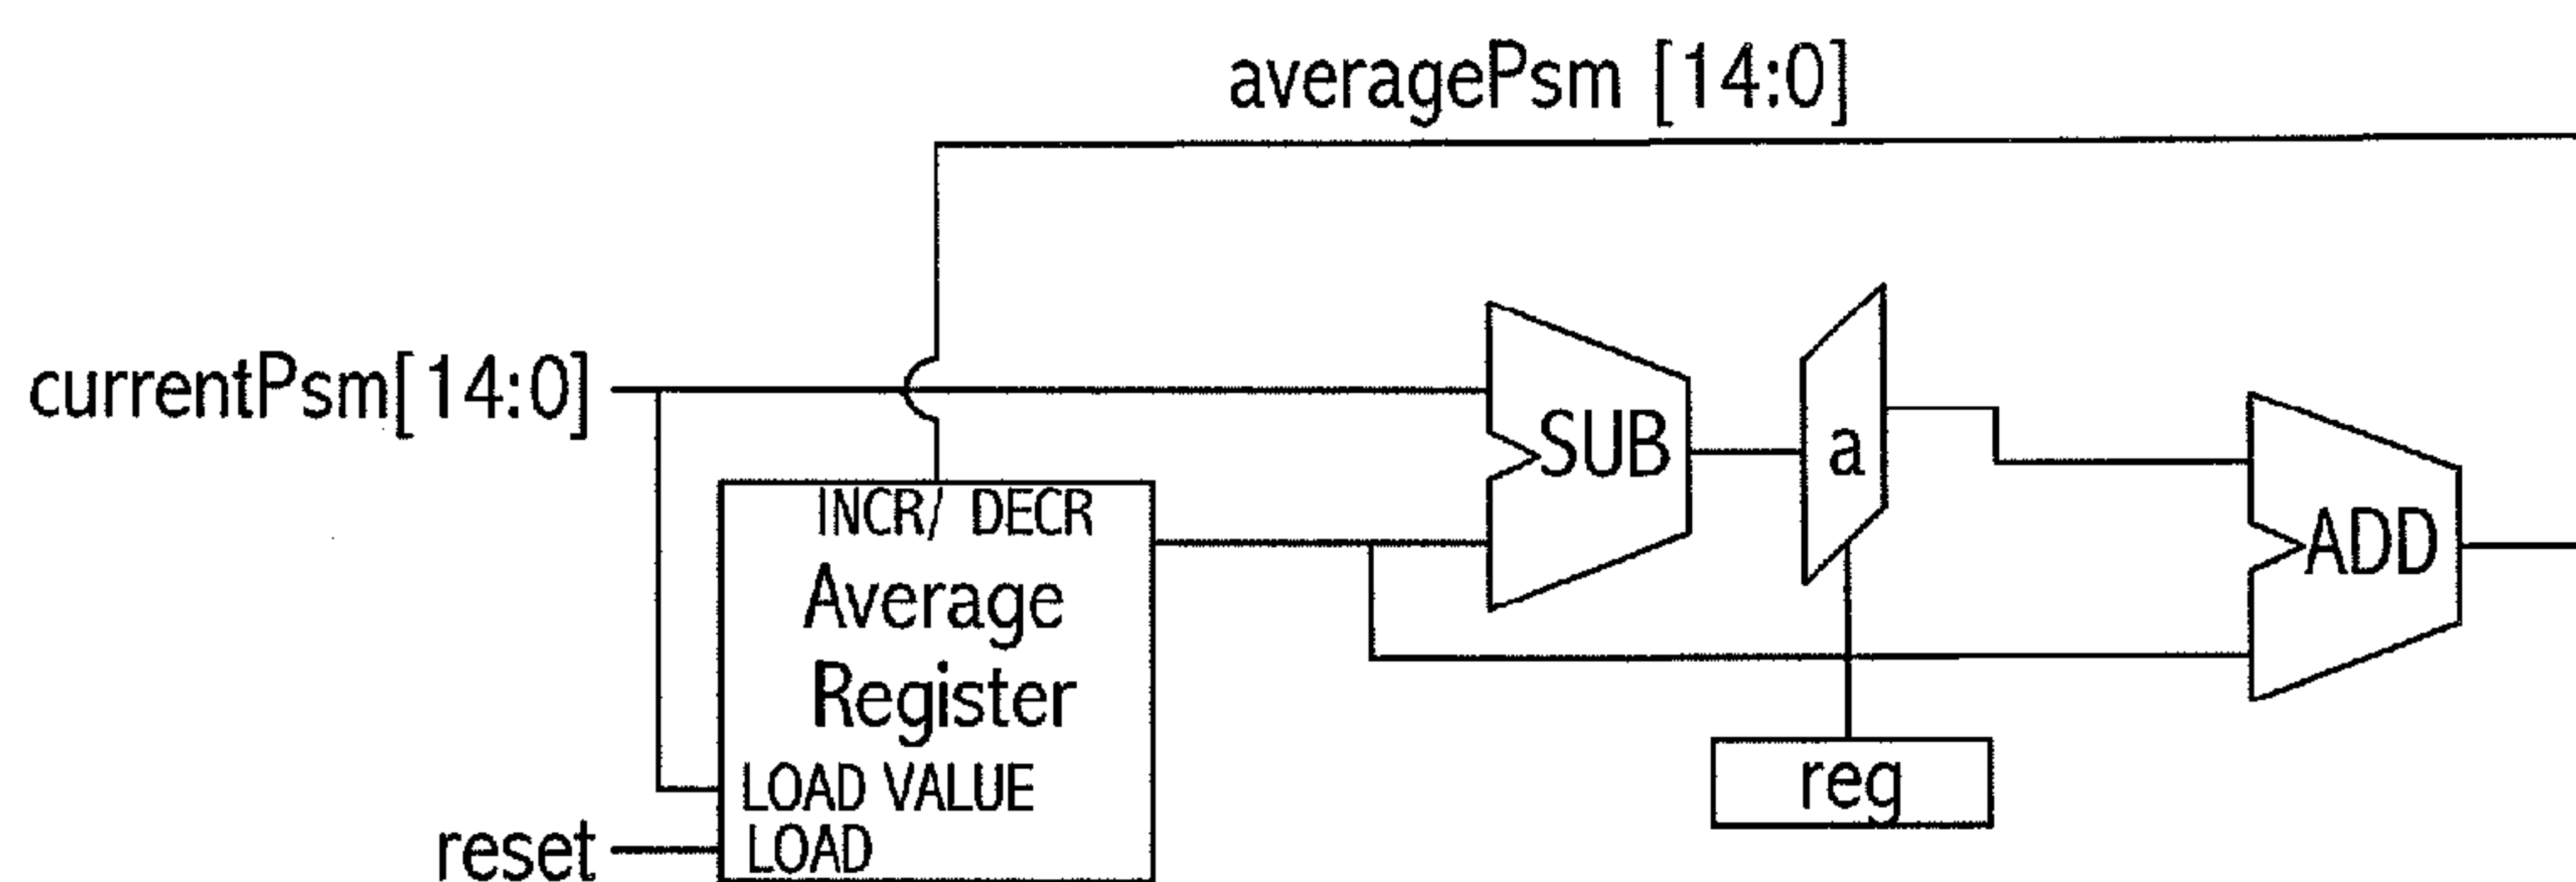 averagePsm [14:0]
currentPsm[14:0]
INCR/ DECR
Average
Register
LOAD VALUE
LOAD
reset
SUB
a
ADD
reg